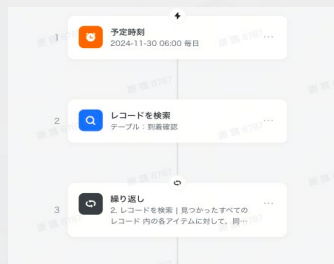 1
予定時刻
2024-11-30 06:00 毎日
2
レコードを検索
テーブル：到着確認
3
繰り返し
2. レコードを検索 | 見つかったすべての
レコード 内の各アイテムに対して、同…